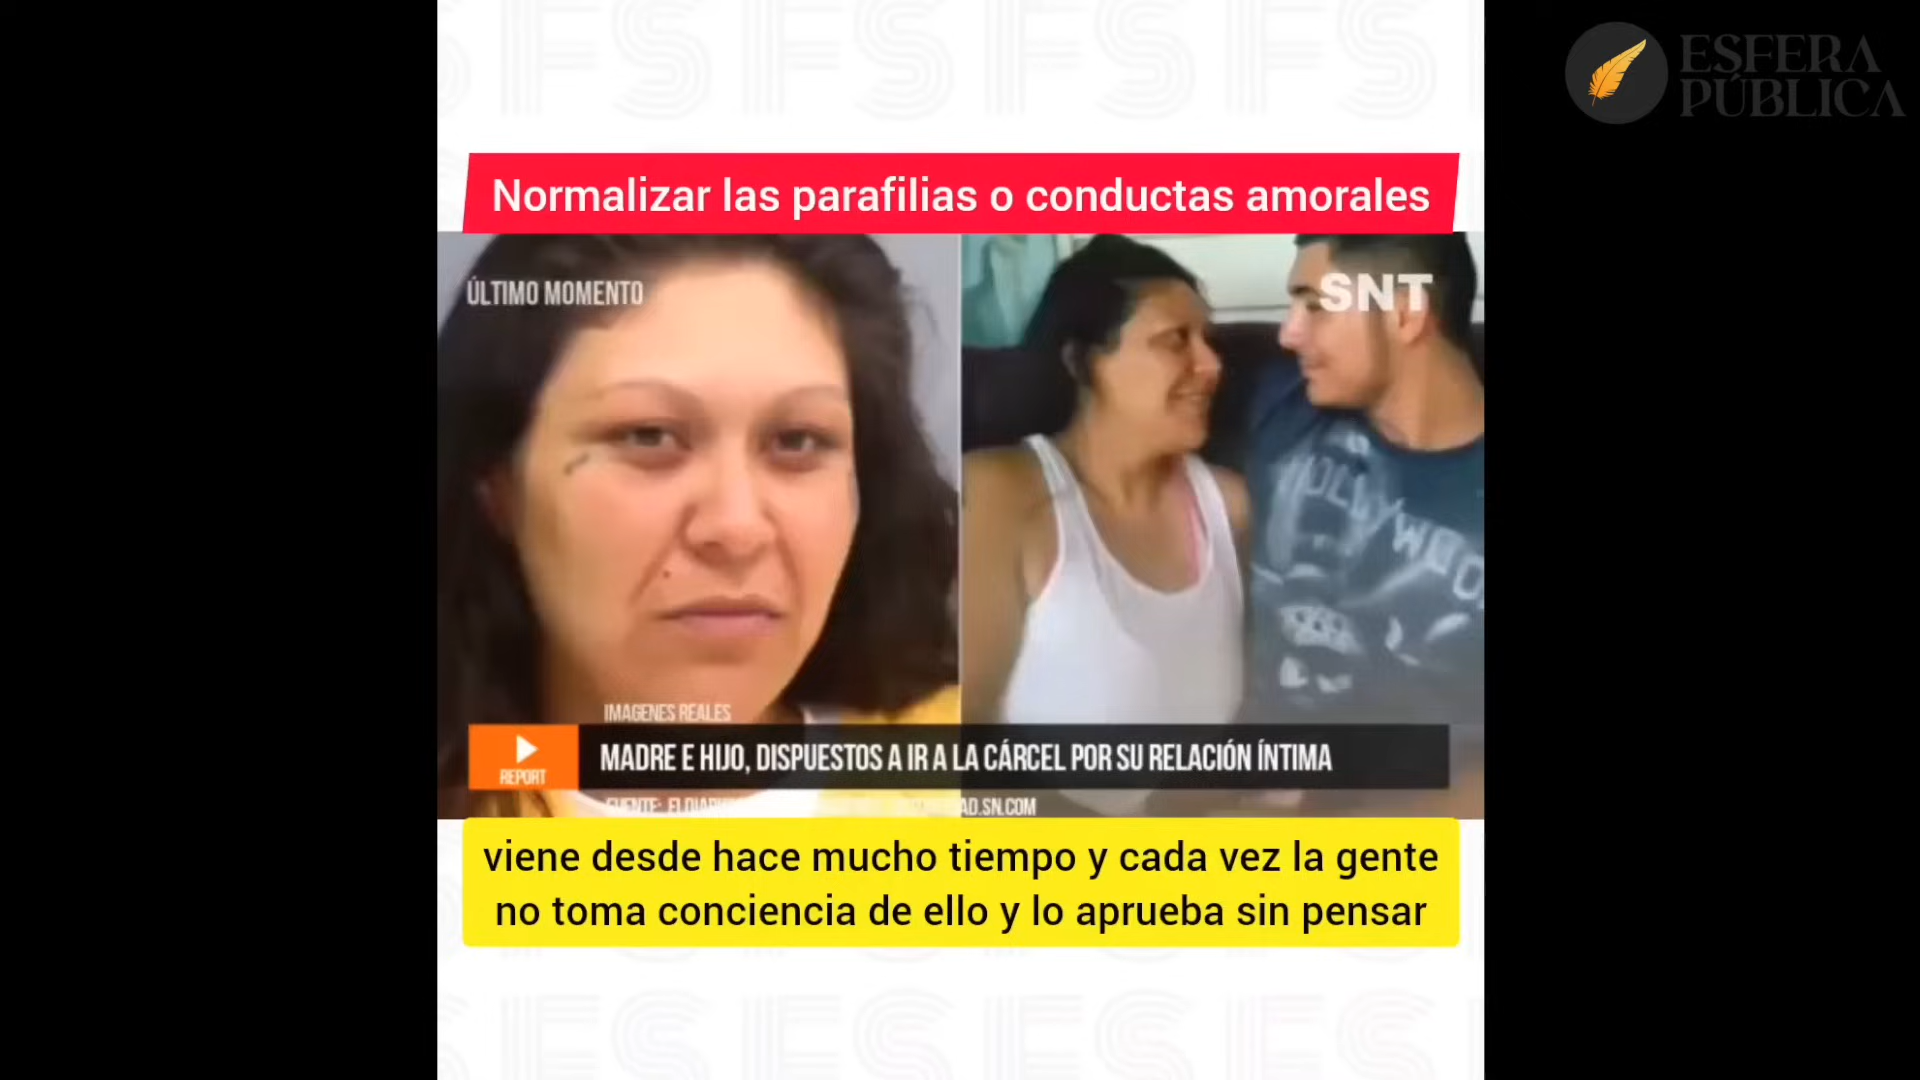 ESFERA
PÚBLICA
Normalizar las parafilias o conductas amorales
ÚLTIMO MOMENTO
SNT
HOLLYWOOD
IMAGENES REALES
REPORT
MADRE E HIJO, DISPUESTOS A IR A LA CÁRCEL POR SU RELACIÓN ÍNTIMA
FUENTE:
viene desde hace mucho tiempo y cada vez la gente
no toma conciencia de ello y lo aprueba sin pensar